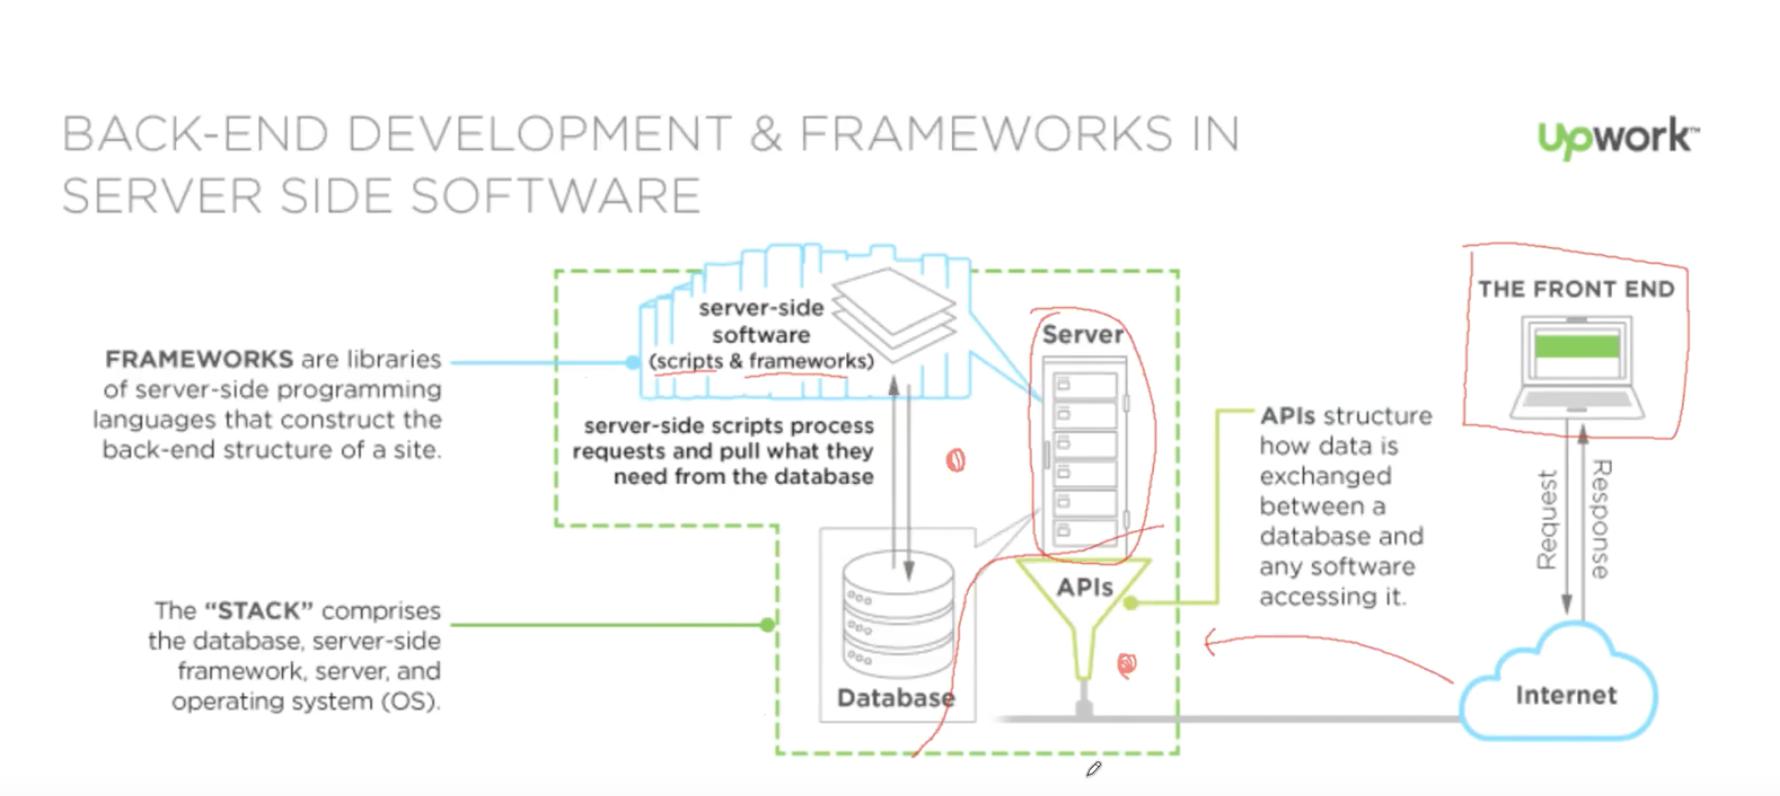 BACK-END DEVELOPMENT & FRAMEWORKS IN
SERVER SIDE SOFTWARE
Upwork™
FRAMEWORKS are libraries
of server-side programming
languages that construct the
back-end structure of a site.
The “STACK” comprises
the database, server-side
framework, server, and
operating system (OS).
server-side
software
(scripts & frameworks)
server-side scripts process
requests and pull what they
need from the database
Database
Server
APIs
APIs structure
how data is
exchanged
between a
database and
any software
accessing it.
THE FRONT END
Request
Response
Internet